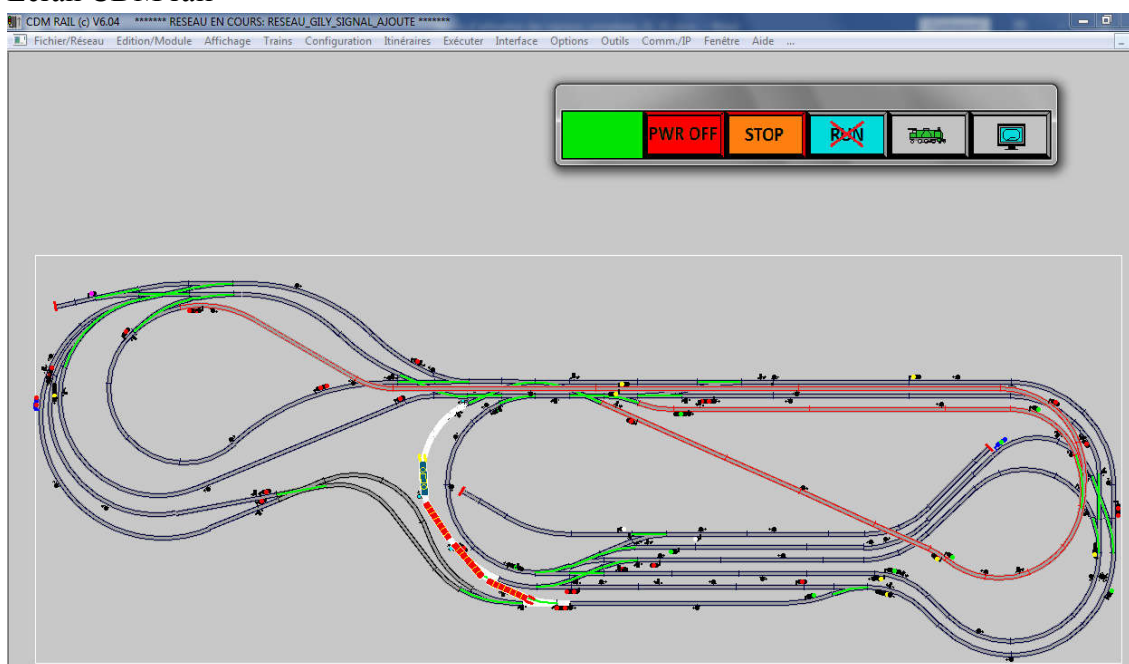 Ecran CDM rail
CDM RAIL (c) V6.04 ******* RESEAU EN COURS: RESEAU_GILY_SIGNAL_AJOUTE *******
Fichier/Réseau Edition/Module Affichage Trains Configuration Itinéraires Exécuter Interface Options Outils Comm./IP Fenêtre Aide ...
PWR OFF STOP RUN